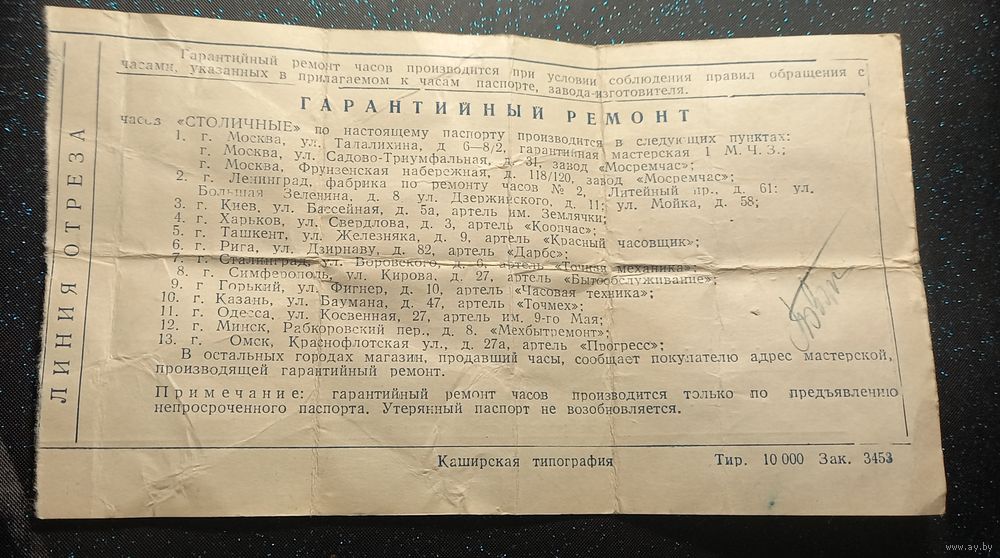 ЛИНИЯ ОТРЕЗА
Гарантийный ремонт часов производится при условии соблюдения правил обращения с
часами, указанных в прилагаемом к часам паспорте, завода-изготовителя.
ГАРАНТИЙНЫЙ РЕМОНТ
часов «СТОЛИЧНЫЕ» по настоящему паспорту производится в следующих пунктах:
1. г. Москва, ул. Талалихина, д 6—8/2, гарантийная мастерская 1 М. Ч. З.;
г. Москва, ул. Садово-Триумфальная, д. 31, завод «Мосремчас»;
г. Москва, Фрунзенская набережная, д. 118/120, завод «Мосремчас»;
2. г. Ленинград, фабрика по ремонту часов № 2, Литейный пр., д. 61: ул.
Большая Зеленина, д. 8 ул. Дзержинского, д. 11; ул. Мойка, д. 58;
3. г. Киев, ул. Бассейная, д. 5а, артель им. Землячки;
4. г. Харьков, ул. Свердлова, д. 3, артель «Коопчас»;
5. г. Ташкент, ул. Железняка, д. 9, артель «Красный часовщик»;
6. г. Рига, ул. Дзирнаву, д. 82, артель «Дарбс»;
7. г. Сталинград, ул. Воровского, д. 6, артель «Точная механика»;
8. г. Симферополь, ул. Кирова, д. 27, артель «Бытообслуживание»;
9. г Горький, ул. Фигнер, д. 10, артель «Часовая техника»;
10. г. Казань, ул. Баумана, д. 47, артель «Точмех»;
11. г. Одесса, ул. Косвенная, 27, артель им. 9-го Мая;
12. г. Минск, Рабкоровский пер., д. 8. «Мехбытремонт»;
13. г. Омск, Краснофлотская ул., д. 27а, артель «Прогресс»;
В остальных городах магазин, продавший часы, сообщает покупателю адрес мастерской,
производящей гарантийный ремонт.
Примечание: гарантийный ремонт часов производится только по предъявлению
непросроченного паспорта. Утерянный паспорт не возобновляется.
Каширская типография Тир. 10 000 Зак. 3453
www.ay.by